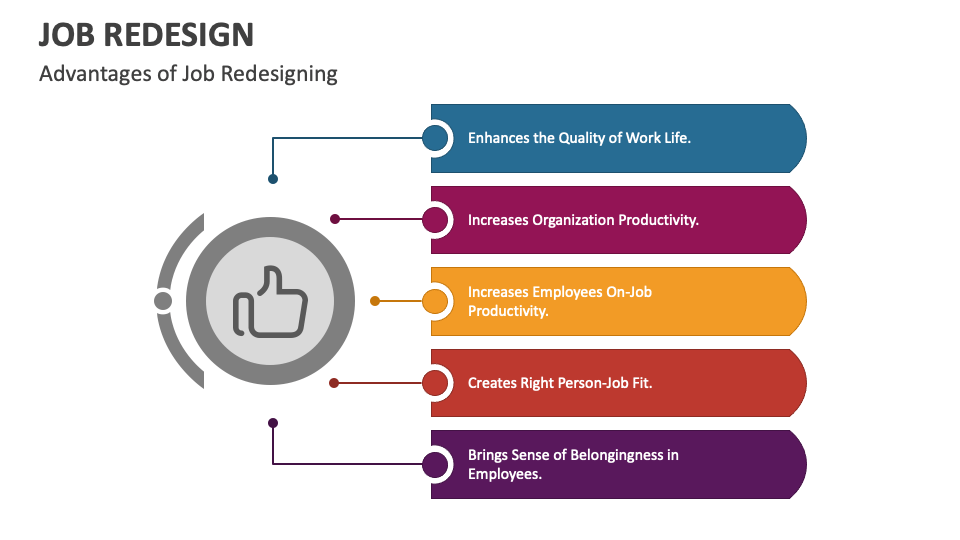 JOB REDESIGN
Advantages of Job Redesigning
Enhances the Quality of Work Life.
Increases Organization Productivity.
Increases Employees On-Job
Productivity.
Creates Right Person-Job Fit.
Brings Sense of Belongingness in
Employees.